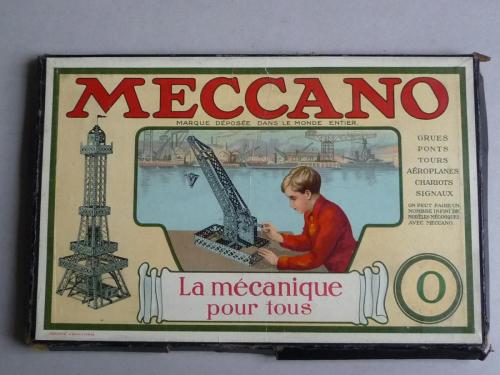 MECCANO
MARQUE DÉPOSÉE DANS LE MONDE ENTIER.
GRUES
PONTS
TOURS
AÉROPLANES
CHARIOTS
SIGNAUX
ON PEUT FAIRE UN
NOMBRE INFINI DE
MODÈLES MÉCANIQUES
AVEC MECCANO.
La mécanique
pour tous
O